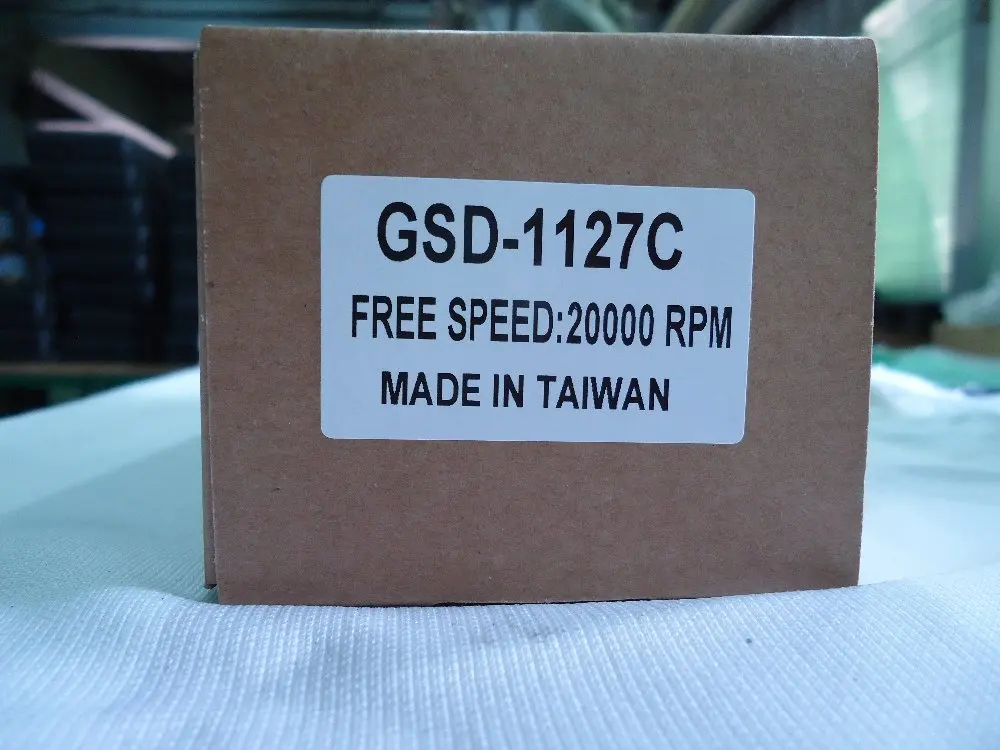 GSD-1127C
FREE SPEED:20000 RPM
MADE IN TAIWAN